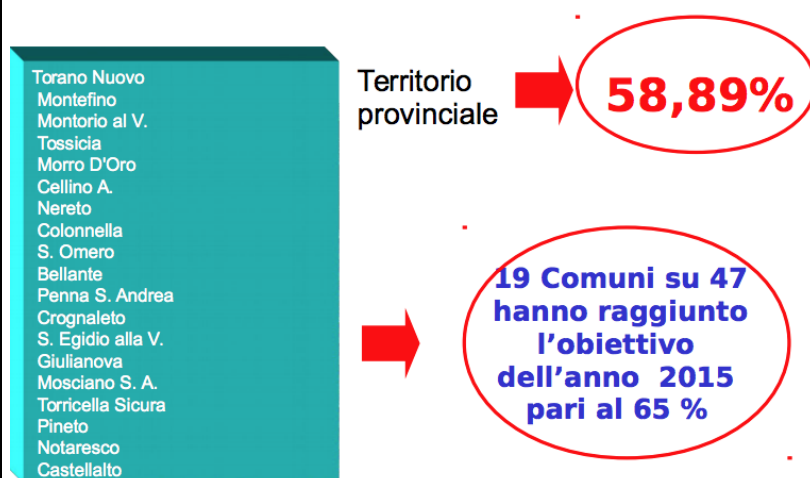 Torano Nuovo
Montefino
Montorio al V.
Tossicia
Morro D'Oro
Cellino A.
Nereto
Colonnella
S. Omero
Bellante
Penna S. Andrea
Crognaleto
S. Egidio alla V.
Giulianova
Mosciano S. A.
Torricella Sicura
Pineto
Notaresco
Castellalto
Territorio
provinciale
58,89%
19 Comuni su 47
hanno raggiunto
l’obiettivo
dell’anno 2015
pari al 65 %